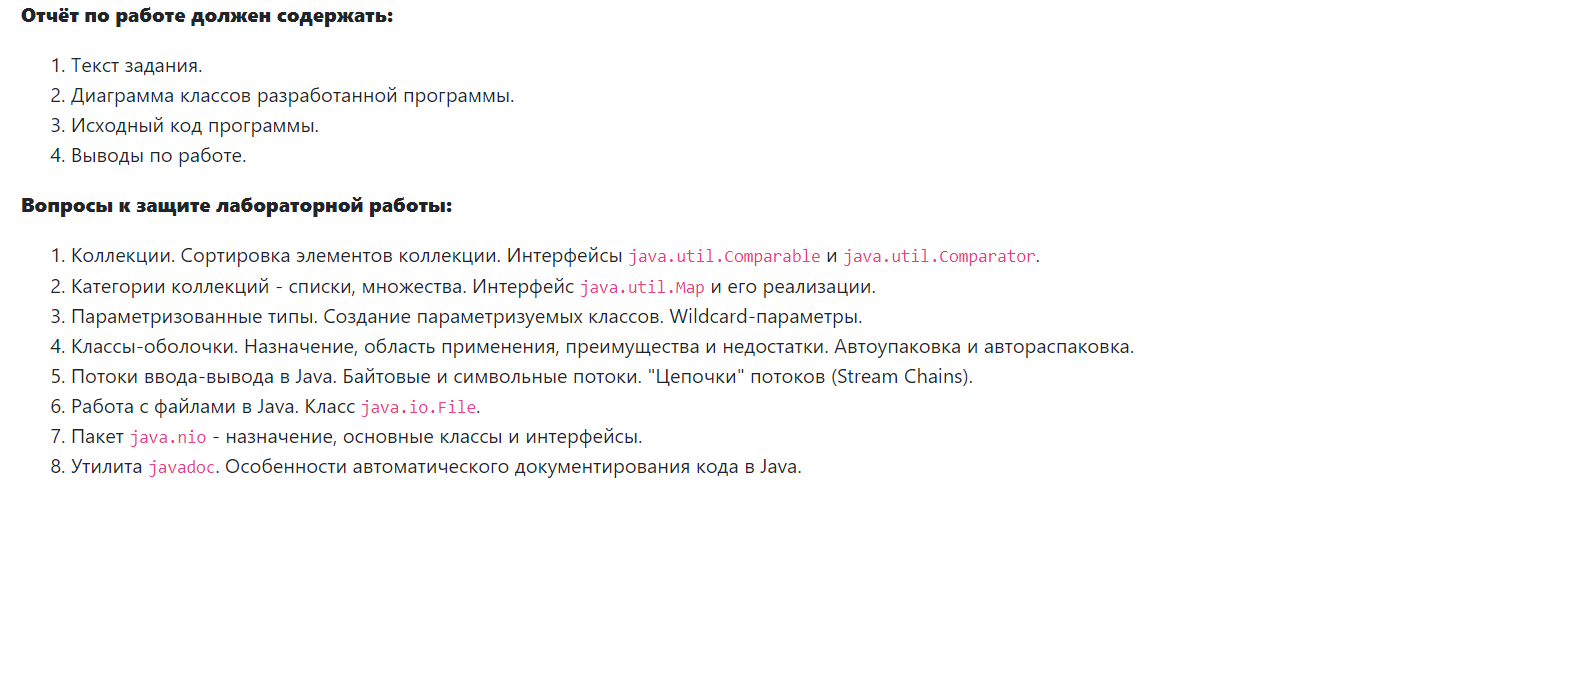 Отчёт по работе должен содержать:
1. Текст задания.
2. Диаграмма классов разработанной программы.
3. Исходный код программы.
4. Выводы по работе.
Вопросы к защите лабораторной работы:
1. Коллекции. Сортировка элементов коллекции. Интерфейсы java.util.Comparable и java.util.Comparator.
2. Категории коллекций - списки, множества. Интерфейс java.util.Map и его реализации.
3. Параметризованные типы. Создание параметризуемых классов. Wildcard-параметры.
4. Классы-оболочки. Назначение, область применения, преимущества и недостатки. Автоупаковка и автораспаковка.
5. Потоки ввода-вывода в Java. Байтовые и символьные потоки. "Цепочки" потоков (Stream Chains).
6. Работа с файлами в Java. Класс java.io.File.
7. Пакет java.nio - назначение, основные классы и интерфейсы.
8. Утилита javadoc. Особенности автоматического документирования кода в Java.